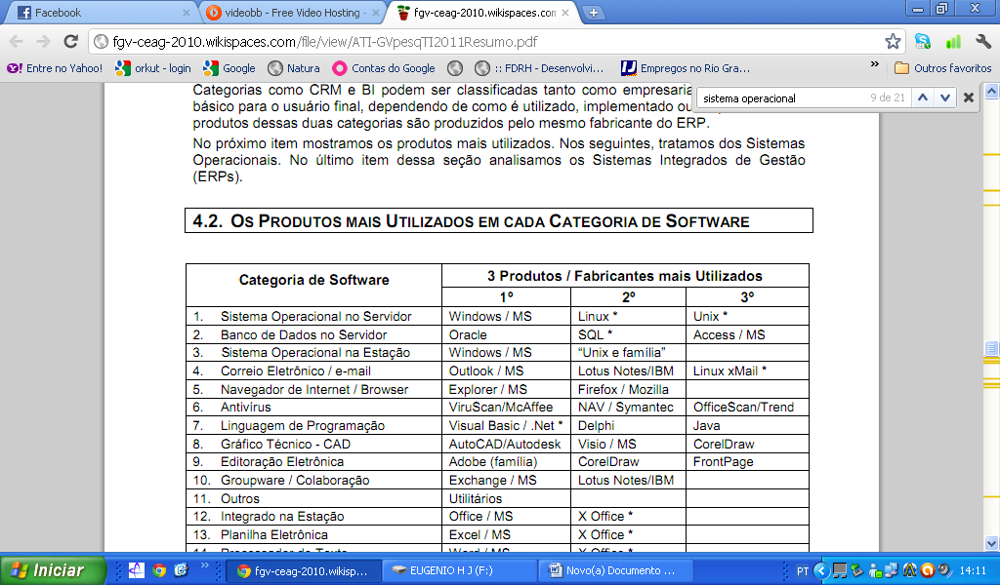 Facebook
videobb - Free Video Hosting -
fgv-ceag-2010.wikispaces.con
fgv-ceag-2010.wikispaces.com/file/view/ATI-GVpesqTI2011Resumo.pdf
Entre no Yahoo! orkut - login Google Natura Contas do Google :: FDRH - Desenvolvi... Empregos no Rio Gra... » Outros favoritos
sistema operacional 9 de 21
Categorias como CRM e BI podem ser classificadas tanto como empresaria
básico para o usuário final, dependendo de como é utilizado, implementado ou
produtos dessas duas categorias são produzidos pelo mesmo fabricante do ERP.
No próximo item mostramos os produtos mais utilizados. Nos seguintes, tratamos dos Sistemas
Operacionais. No último item dessa seção analisamos os Sistemas Integrados de Gestão
(ERPs).
4.2. OS PRODUTOS MAIS UTILIZADOS EM CADA CATEGORIA DE SOFTWARE
Categoria de Software 3 Produtos / Fabricantes mais Utilizados
1º 2º 3º
1. Sistema Operacional no Servidor Windows / MS Linux * Unix *
2. Banco de Dados no Servidor Oracle SQL * Access / MS
3. Sistema Operacional na Estação Windows / MS “Unix e família”
4. Correio Eletrônico / e-mail Outlook / MS Lotus Notes/IBM Linux xMail *
5. Navegador de Internet / Browser Explorer / MS Firefox / Mozilla
6. Antivírus ViruScan/McAffee NAV / Symantec OfficeScan/Trend
7. Linguagem de Programação Visual Basic / .Net * Delphi Java
8. Gráfico Técnico - CAD AutoCAD/Autodesk Visio / MS CorelDraw
9. Editoração Eletrônica Adobe (família) CorelDraw FrontPage
10. Groupware / Colaboração Exchange / MS Lotus Notes/IBM
11. Outros Utilitários
12. Integrado na Estação Office / MS X Office *
13. Planilha Eletrônica Excel / MS X Office *
14. Processador de Texto Word / MS X Office *
Iniciar » fgv-ceag-2010.wikisp... EUGENIO H J (F:) Novo(a) Documento ... PT 14:11